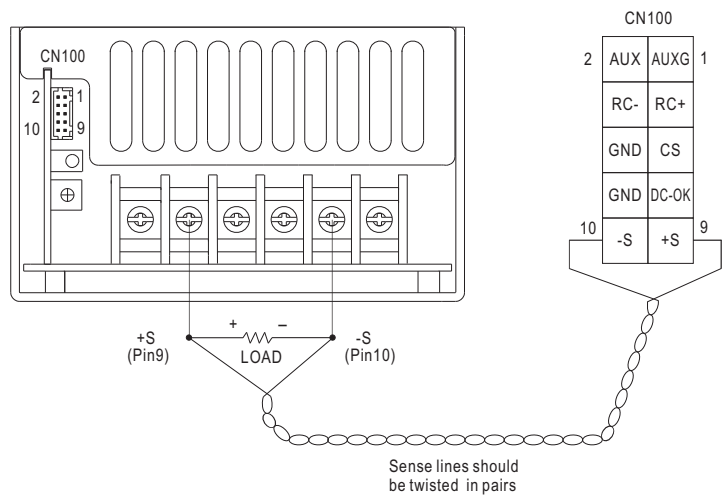 CN100
2 1
10 9
CN100
2 AUX AUXG 1
RC- RC+
GND CS
GND DC-OK
10 -S +S 9
+S
(Pin9)
+ –
LOAD
-S
(Pin10)
Sense lines should
be twisted in pairs